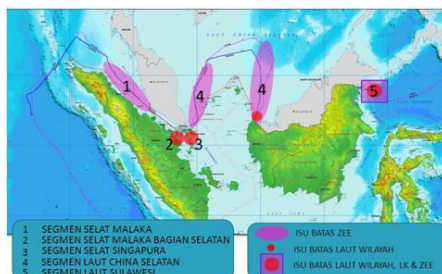 LAUT CHINA SELATAN
1
4
4
5
2
3
MALAYSIA
1 SEGMEN SELAT MALAKA
2 SEGMEN SELAT MALAKA BAGIAN SELATAN
3 SEGMEN SELAT SINGAPURA
4 SEGMEN LAUT CHINA SELATAN
5 SEGMEN LAUT SULAWESI
ISU BATAS ZEE
ISU BATAS LAUT WILAYAH
ISU BATAS LAUT WILAYAH, LK & ZEE